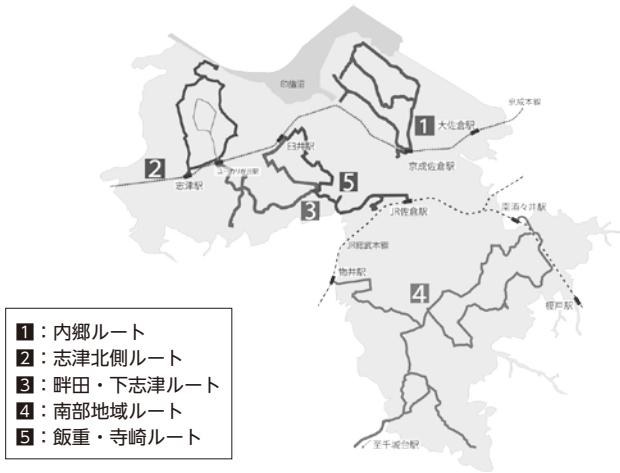 印旛沼
京成本線
1
大佐倉駅
臼井駅
京成佐倉駅
2
ユーカリが丘駅
志津駅
5
3
JR佐倉駅
南酒々井駅
JR総武本線
物井駅
4
榎戸駅
1：内郷ルート
2：志津北側ルート
3：畔田・下志津ルート
4：南部地域ルート
5：飯重・寺崎ルート
至千城台駅